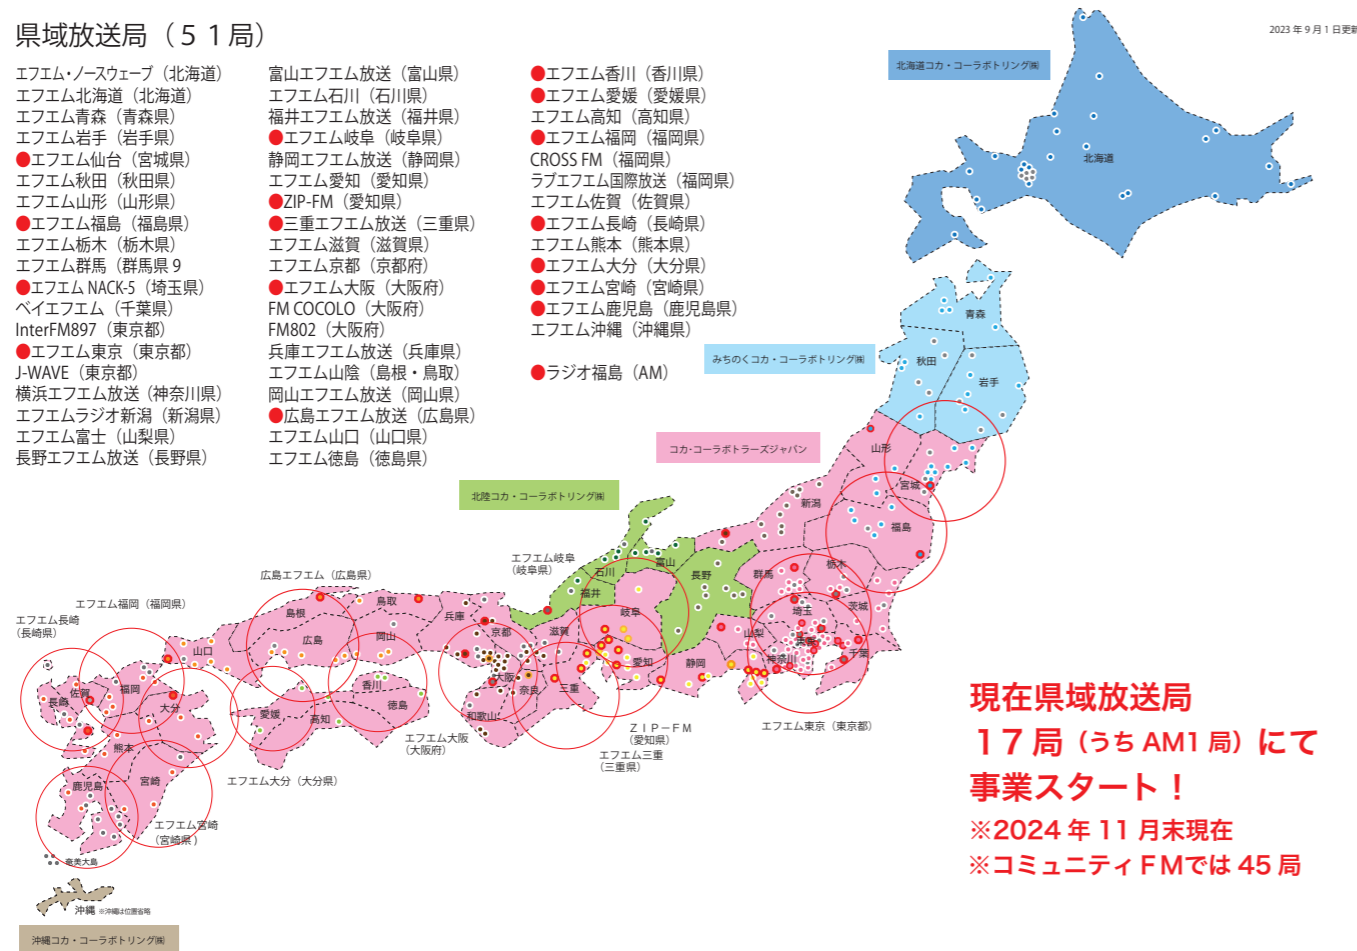 県域放送局（５１局）
2023年9月1日更新
エフエム・ノースウェーブ（北海道）
エフエム北海道（北海道）
エフエム青森（青森県）
エフエム岩手（岩手県）
●エフエム仙台（宮城県）
エフエム秋田（秋田県）
エフエム山形（山形県）
●エフエム福島（福島県）
エフエム栃木（栃木県）
エフエム群馬（群馬県9
●エフエム NACK-5（埼玉県）
ベイエフエム（千葉県）
InterFM897（東京都）
●エフエム東京（東京都）
J-WAVE（東京都）
横浜エフエム放送（神奈川県）
エフエムラジオ新潟（新潟県）
エフエム富士（山梨県）
長野エフエム放送（長野県）
富山エフエム放送（富山県）
エフエム石川（石川県）
福井エフエム放送（福井県）
●エフエム岐阜（岐阜県）
静岡エフエム放送（静岡県）
エフエム愛知（愛知県）
●ZIP-FM（愛知県）
●三重エフエム放送（三重県）
エフエム滋賀（滋賀県）
エフエム京都（京都府）
●エフエム大阪（大阪府）
FM COCOLO（大阪府）
FM802（大阪府）
兵庫エフエム放送（兵庫県）
エフエム山陰（島根・鳥取）
岡山エフエム放送（岡山県）
●広島エフエム放送（広島県）
エフエム山口（山口県）
エフエム徳島（徳島県）
●エフエム香川（香川県）
●エフエム愛媛（愛媛県）
エフエム高知（高知県）
●エフエム福岡（福岡県）
CROSS FM（福岡県）
ラブエフエム国際放送（福岡県）
エフエム佐賀（佐賀県）
●エフエム長崎（長崎県）
エフエム熊本（熊本県）
●エフエム大分（大分県）
●エフエム宮崎（宮崎県）
●エフエム鹿児島（鹿児島県）
エフエム沖縄（沖縄県）
●ラジオ福島（AM）
北海道コカ・コーラボトリング㈱
北海道
青森
みちのくコカ・コーラボトリング㈱
秋田
岩手
コカ・コーラボトラーズジャパン
山形
宮城
北陸コカ・コーラボトリング㈱
新潟
福島
エフエム岐阜
（岐阜県）
石川
富山
長野
群馬
栃木
福井
岐阜
埼玉
茨城
広島エフエム（広島県）
エフエム福岡（福岡県）
エフエム長崎
（長崎県）
島根
鳥取
兵庫
京都
滋賀
山梨
東京
千葉
神奈川
山口
広島
岡山
大阪
奈良
三重
愛知
静岡
長崎
佐賀
福岡
大分
愛媛
香川
高知
徳島
和歌山
エフエム大阪
（大阪府）
ＺＩＰ－ＦＭ
（愛知県）
エフエム三重
（三重県）
エフエム東京（東京都）
熊本
宮崎
鹿児島
エフエム大分（大分県）
エフエム宮崎
（宮崎県）
奄美大島
沖縄 ※沖縄は位置省略
沖縄コカ・コーラボトリング㈱
現在県域放送局
１７局（うち AM1 局）にて
事業スタート！
※2024 年 11 月末現在
※コミュニティＦＭでは 45 局